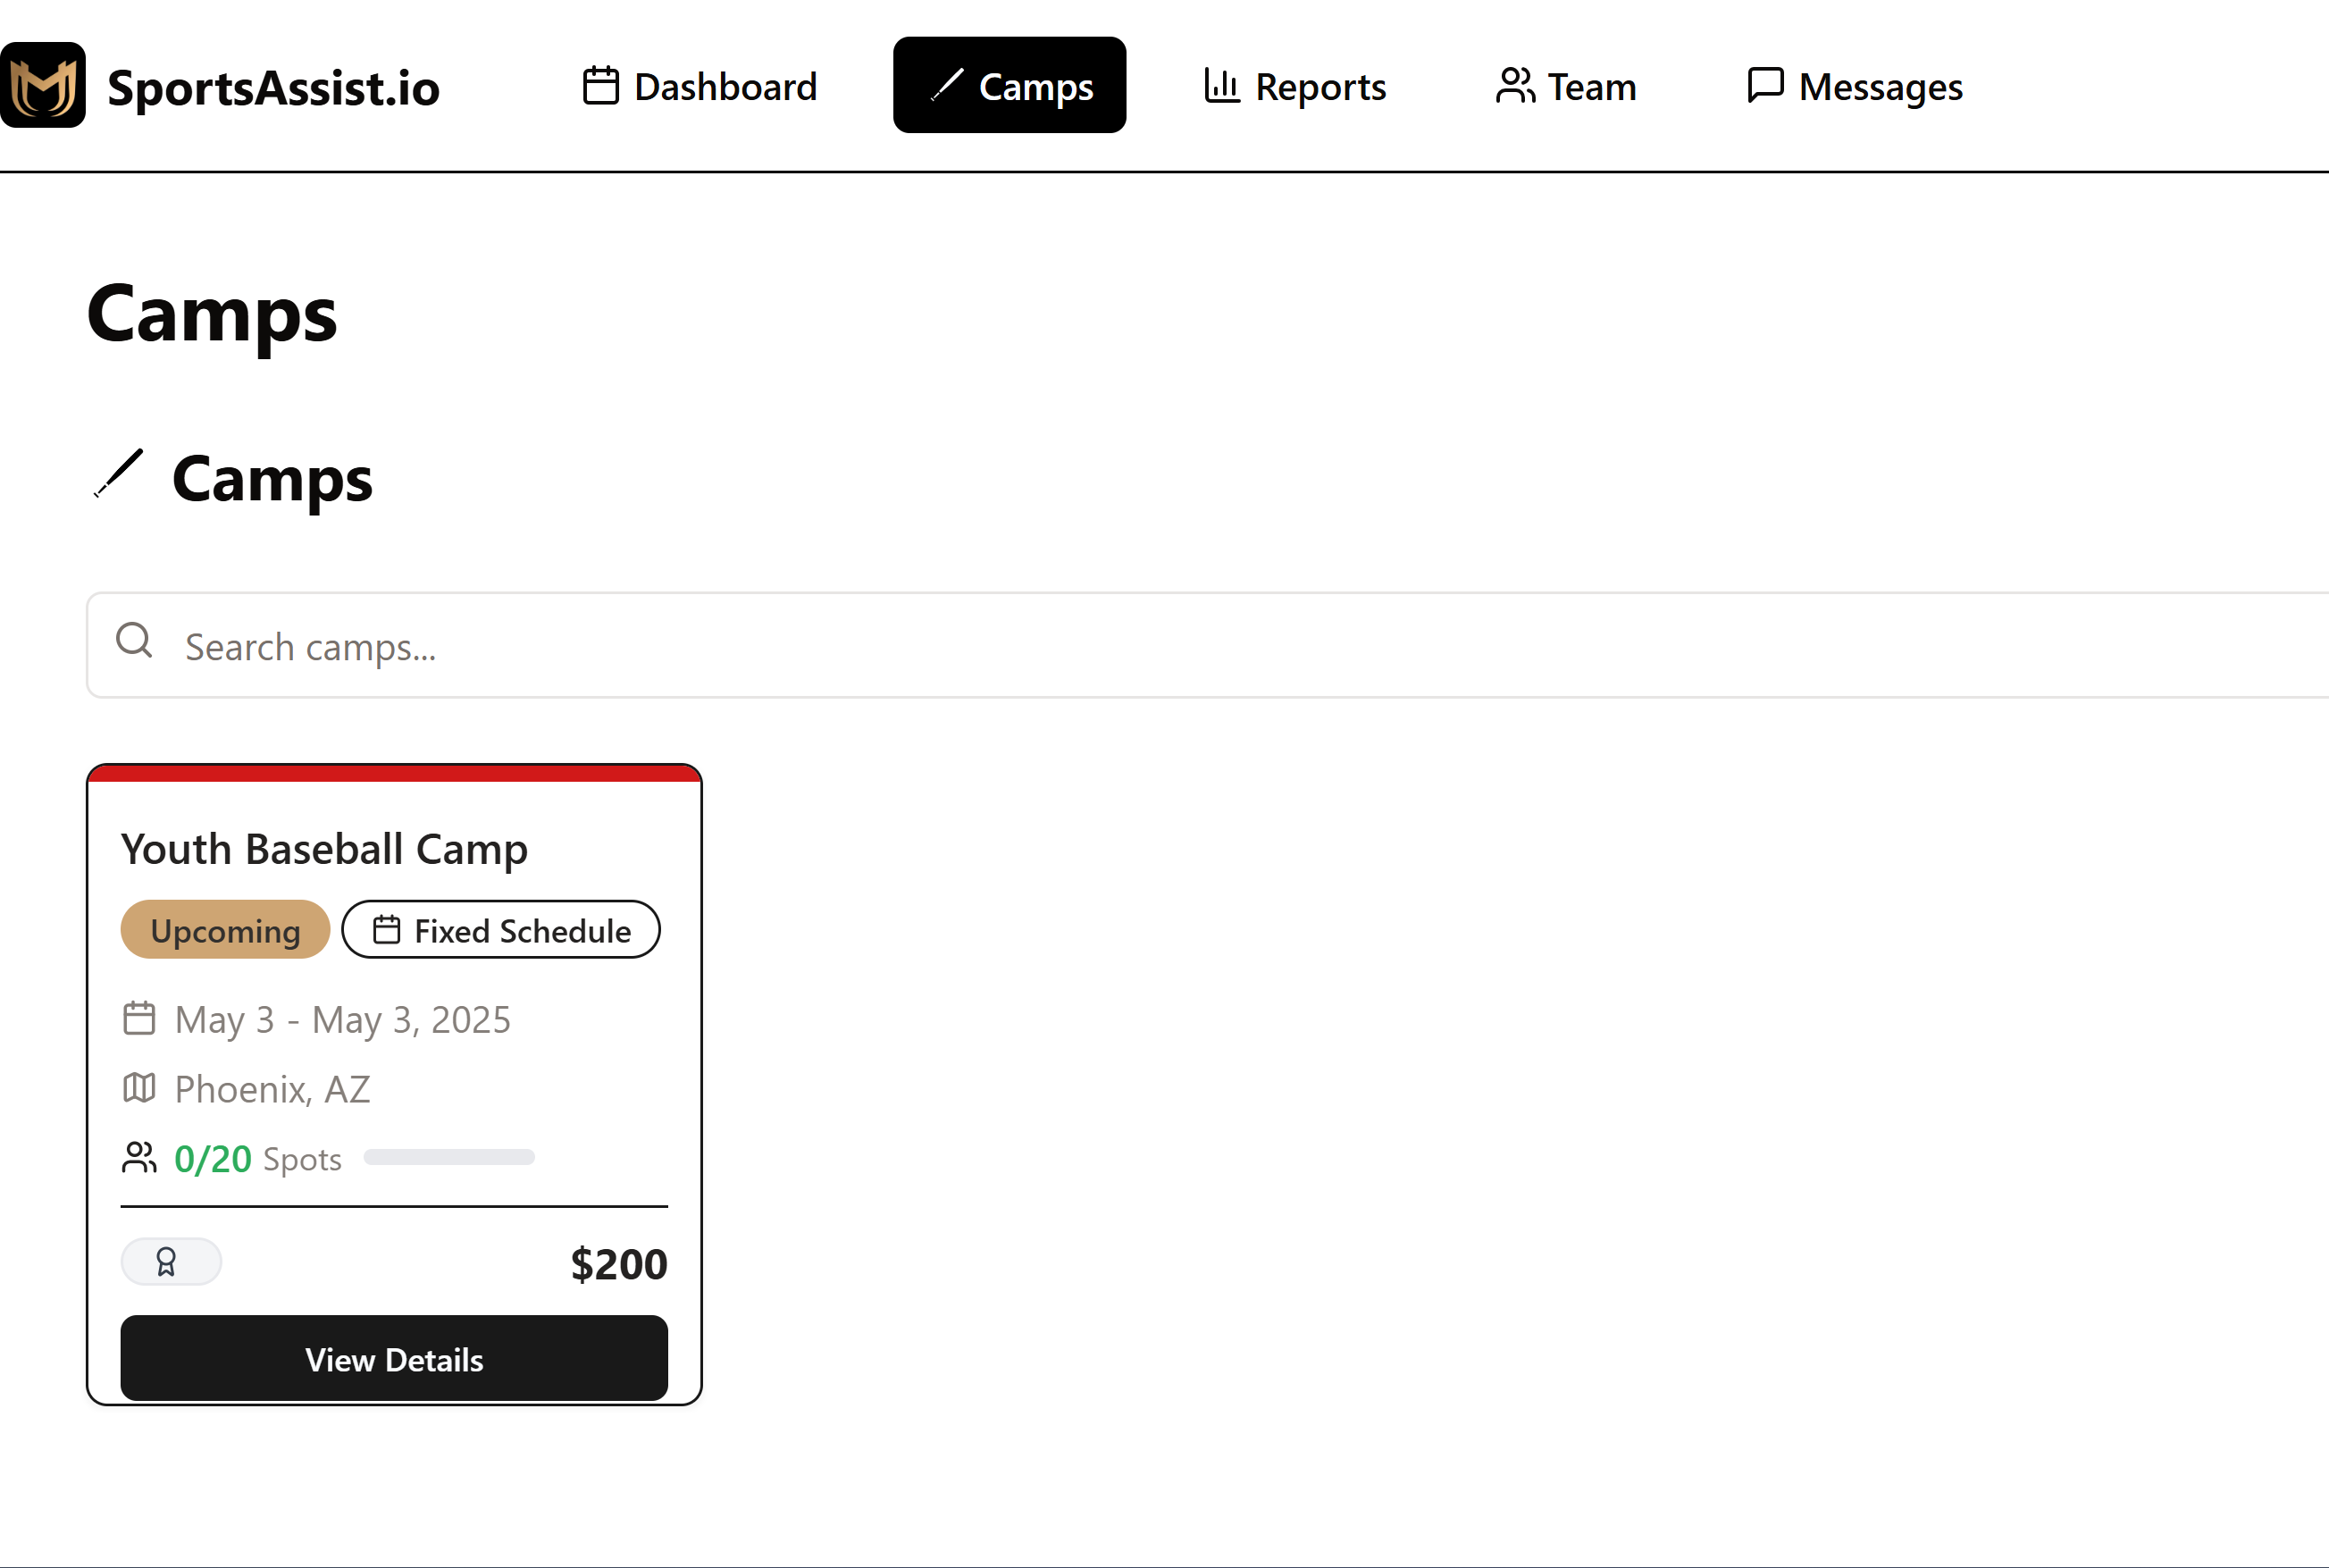 SportsAssist.io Dashboard Camps Reports Team Messages
Camps
Camps
Search camps...
Youth Baseball Camp
Upcoming Fixed Schedule
May 3 - May 3, 2025
Phoenix, AZ
0/20 Spots
$200
View Details